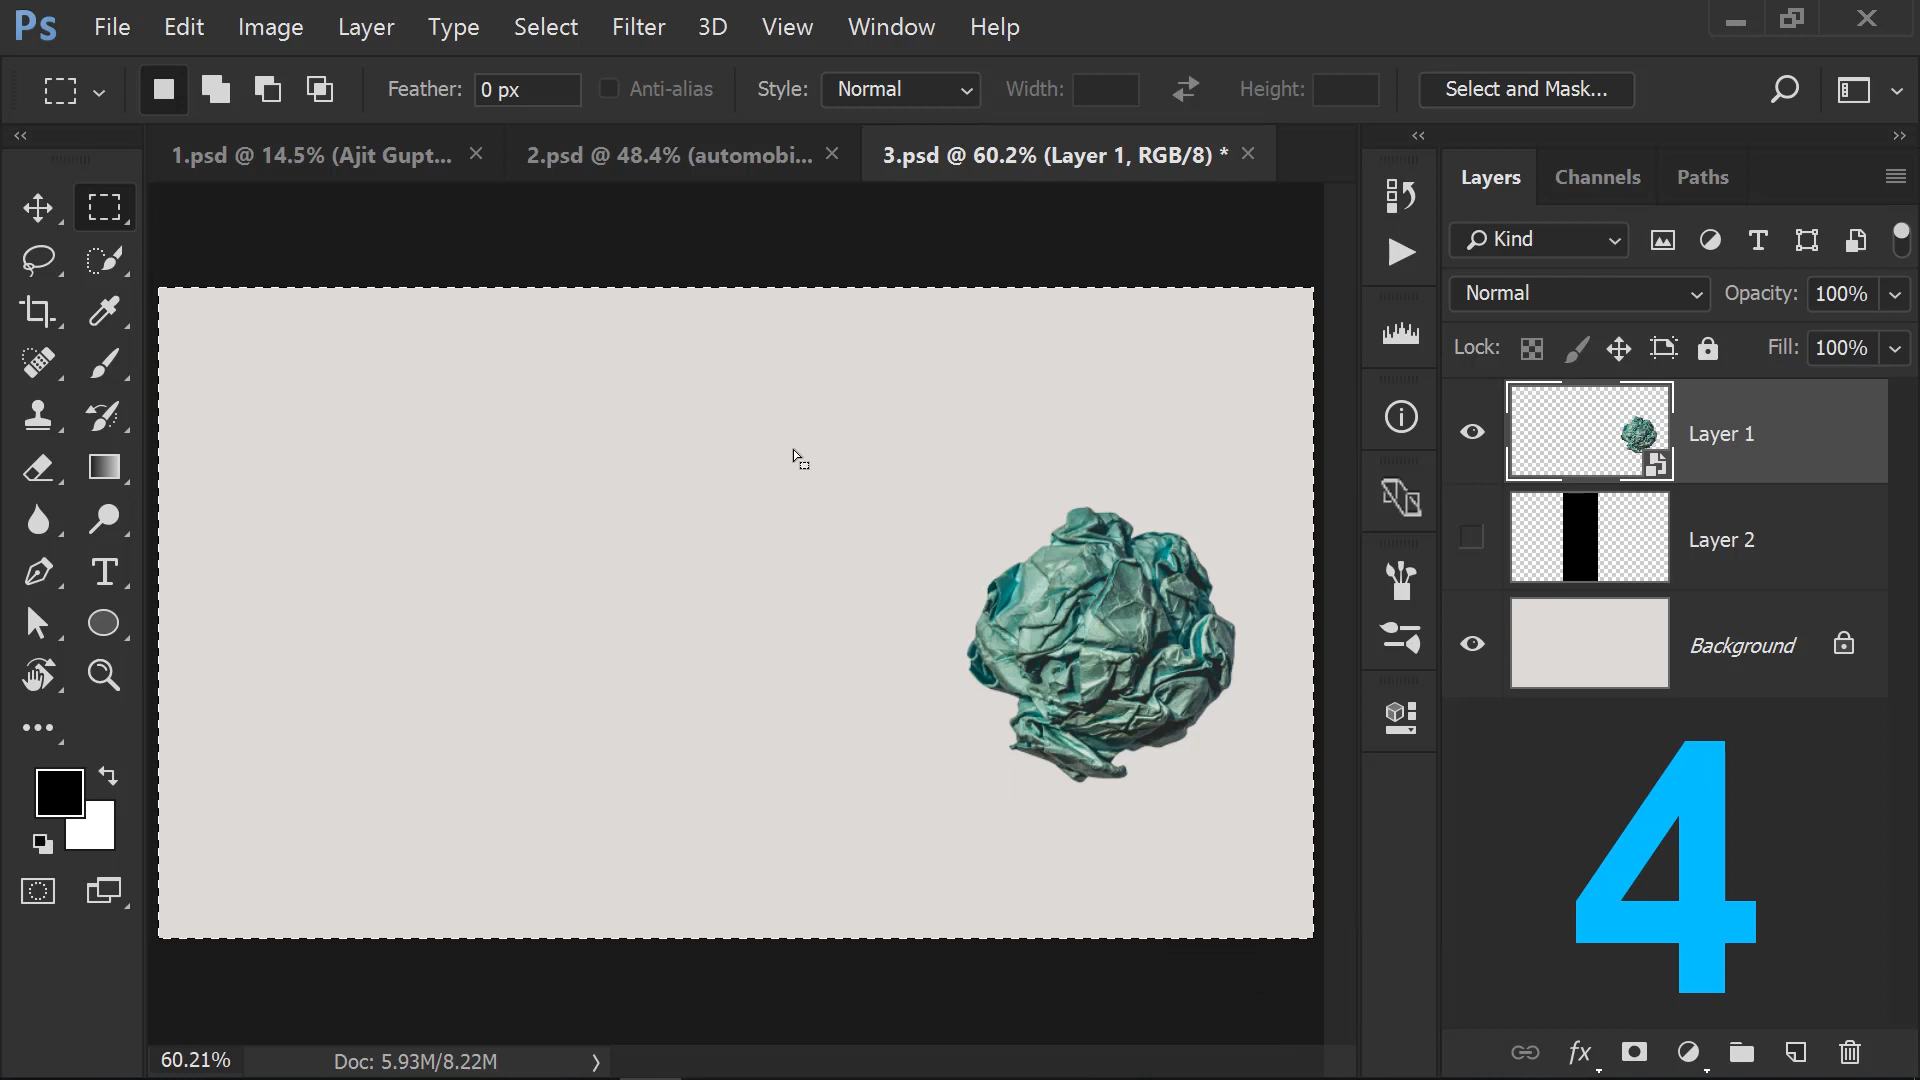 Ps File Edit Image Layer Type Select Filter 3D View Window Help
Feather: 0 px Anti-alias Style: Normal Width: Height: Select and Mask...
1.psd @ 14.5% (Ajit Gupt... 2.psd @ 48.4% (automobi... 3.psd @ 60.2% (Layer 1, RGB/8) *
Layers Channels Paths
Kind
Normal Opacity: 100%
Lock: Fill: 100%
Layer 1
Layer 2
Background
4
fx
60.21% Doc: 5.93M/8.22M